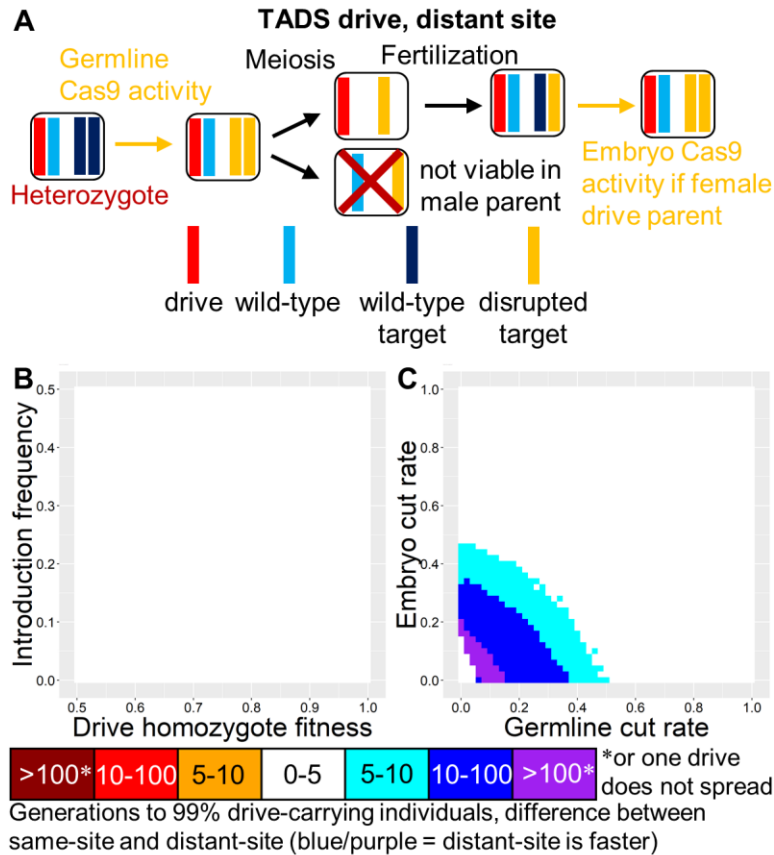 A
TADS drive, distant site
Germline
Cas9 activity
Meiosis
Fertilization
Heterozygote
not viable in
male parent
Embryo Cas9
activity if female
drive parent
drive
wild-type
wild-type
target
disrupted
target
B
Introduction frequency
0.5
0.4
0.3
0.2
0.1
0.0
0.5 0.6 0.7 0.8 0.9 1.0
Drive homozygote fitness
C
Embryo cut rate
1.0
0.8
0.6
0.4
0.2
0.0
0.0 0.2 0.4 0.6 0.8 1.0
Germline cut rate
>100* 10-100 5-10 0-5 5-10 10-100 >100*
*or one drive
does not spread
Generations to 99% drive-carrying individuals, difference between
same-site and distant-site (blue/purple = distant-site is faster)